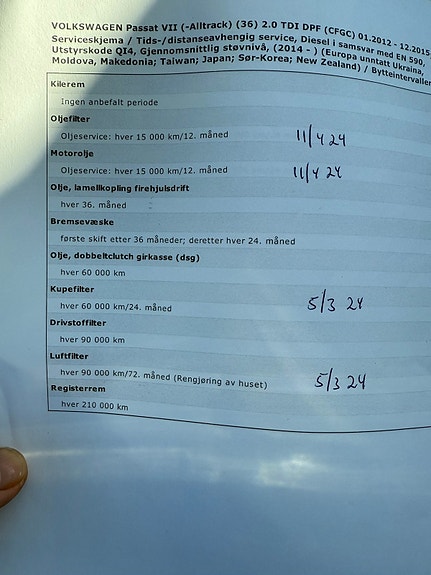 VOLKSWAGEN Passat VII (-Alltrack) (36) 2.0 TDI DPF (CFGC) 01.2012 - 12.2015
Serviceskjema / Tids-/distanseavhengig service, Diesel i samsvar med EN 590,
Utstyrskode QI4, Gjennomsnittlig støvnivå, (2014 - ) (Europa unntatt Ukraina,
Moldova, Makedonia; Taiwan; Japan; Sør-Korea; New Zealand) / Bytteintervaller
Kilerem
Ingen anbefalt periode
Oljefilter
Oljeservice: hver 15 000 km/12. måned 11/4 24
Motorolje
Oljeservice: hver 15 000 km/12. måned 11/4 24
Olje, lamellkopling firehjulsdrift
hver 36. måned
Bremsevæske
første skift etter 36 måneder; deretter hver 24. måned
Olje, dobbeltclutch girkasse (dsg)
hver 60 000 km
Kupefilter
hver 60 000 km/24. måned 5/3 24
Drivstoffilter
hver 90 000 km
Luftfilter
hver 90 000 km/72. måned (Rengjøring av huset) 5/3 24
Registerrem
hver 210 000 km